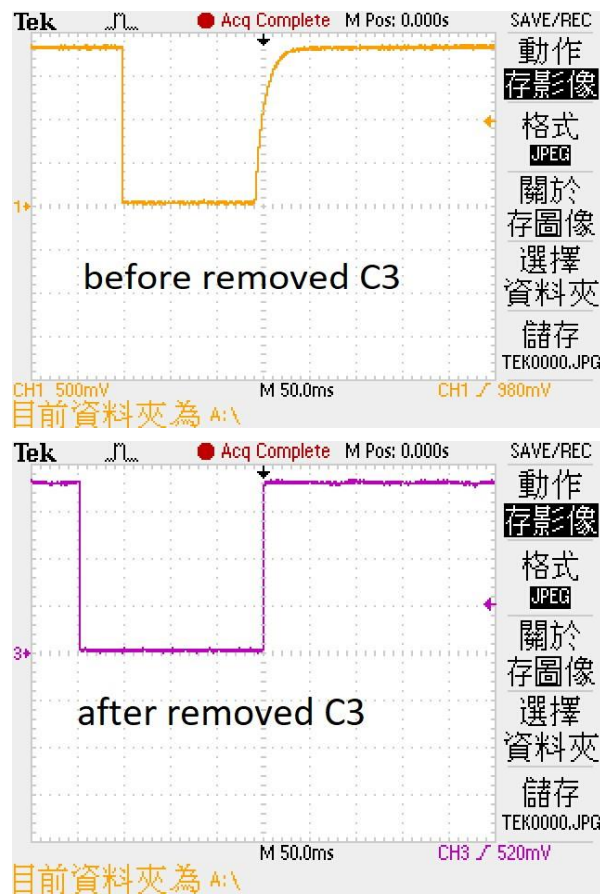 Tek Acq Complete M Pos: 0.000s SAVE/REC
動作
存影像
格式
JPEG
關於
存圖像
選擇
資料夾
儲存
TEK0000.JPG
1
before removed C3
CH1 500mV M 50.0ms CH1 980mV
目前資料夾為 A:\
Tek Acq Complete M Pos: 0.000s SAVE/REC
動作
存影像
格式
JPEG
關於
存圖像
選擇
資料夾
儲存
TEK0000.JPG
3
after removed C3
M 50.0ms CH3 520mV
目前資料夾為 A:\